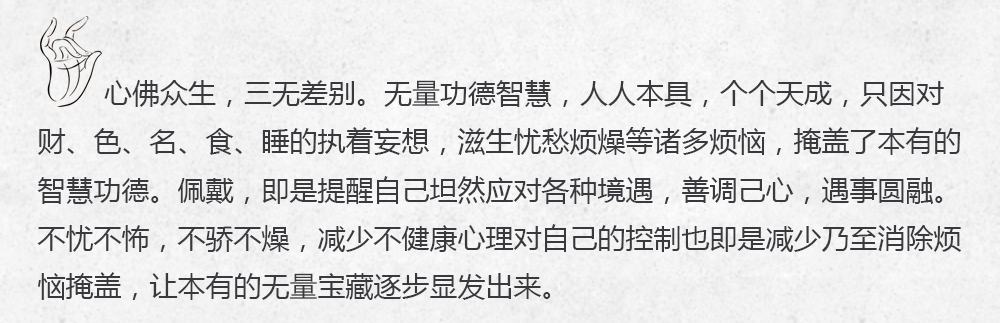 心佛众生，三无差别。无量功德智慧，人人本具，个个天成，只因对
财、色、名、食、睡的执着妄想，滋生忧愁烦燥等诸多烦恼，掩盖了本有的
智慧功德。佩戴，即是提醒自己坦然应对各种境遇，善调己心，遇事圆融。
不忧不怖，不骄不燥，减少不健康心理对自己的控制也即是减少乃至消除烦
恼掩盖，让本有的无量宝藏逐步显发出来。